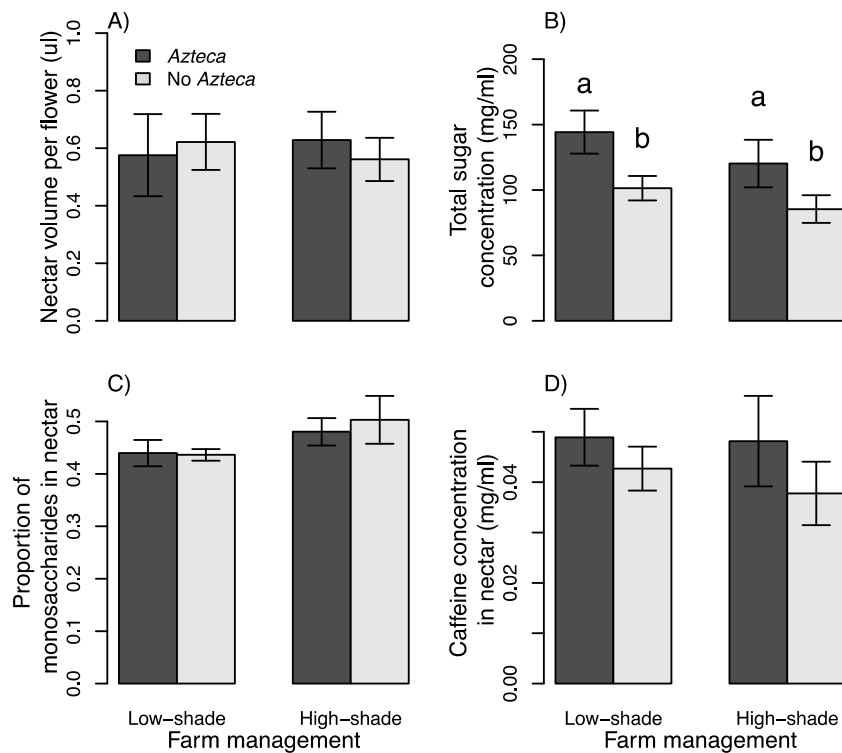 A)
Nectar volume per flower (ul)
0.0 0.2 0.4 0.6 0.8 1.0
Azteca
No Azteca
B)
Total sugar
concentration (mg/ml)
0 50 100 150 200
a
b
a
b
C)
Proportion of
monosaccharides in nectar
0.0 0.1 0.2 0.3 0.4 0.5
Low-shade High-shade
Farm management
D)
Caffeine concentration
in nectar (mg/ml)
0.00 0.02 0.04
Low-shade High-shade
Farm management